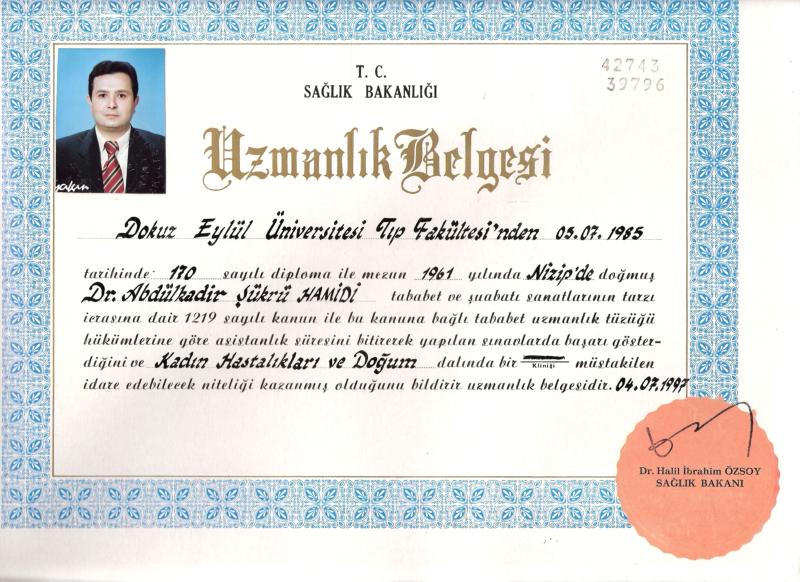 T. C.
SAĞLIK BAKANLIĞI
42743
39796
Uzmanlık Belgesi
Dokuz Eylül Üniversitesi Tıp Fakültesi'nden 05.07.1985
tarihinde 170 sayılı diploma ile mezun 1961 yılında Nizip'de doğmuş
Dr. Abdülkadir Şükrü HAMİDİ tababet ve şuabatı sanatlarının tarzı
icrasına dair 1219 sayılı kanun ile bu kanuna bağlı tababet uzmanlık tüzüğü
hükümlerine göre asistanlık süresini bitirerek yapılan sınavlarda başarı göster-
diğini ve Kadın Hastalıkları ve Doğum dalında bir Kliniği müstakilen
idare edebilecek niteliği kazanmış olduğunu bildirir uzmanlık belgesidir. 04.07.1997
Dr. Halil İbrahim ÖZSOY
SAĞLIK BAKANI